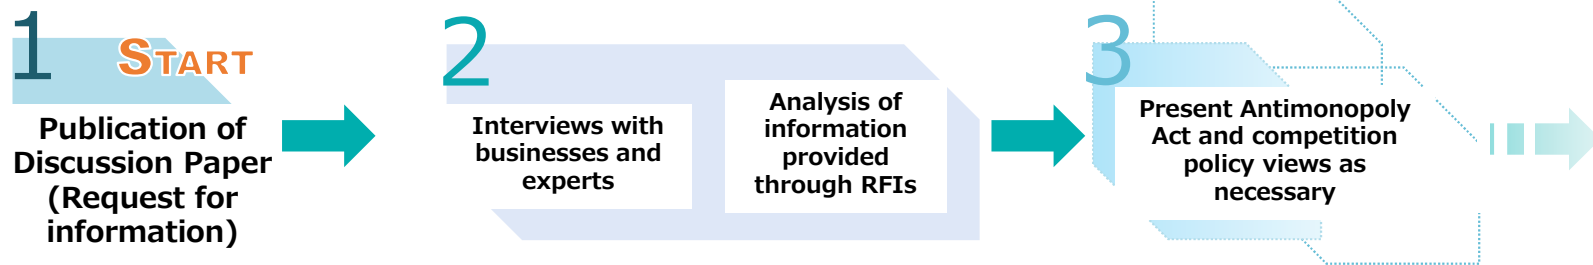 1
START
Publication of
Discussion Paper
(Request for
information)
2
Interviews with
businesses and
experts
Analysis of
information
provided
through RFIs
3
Present Antimonopoly
Act and competition
policy views as
necessary